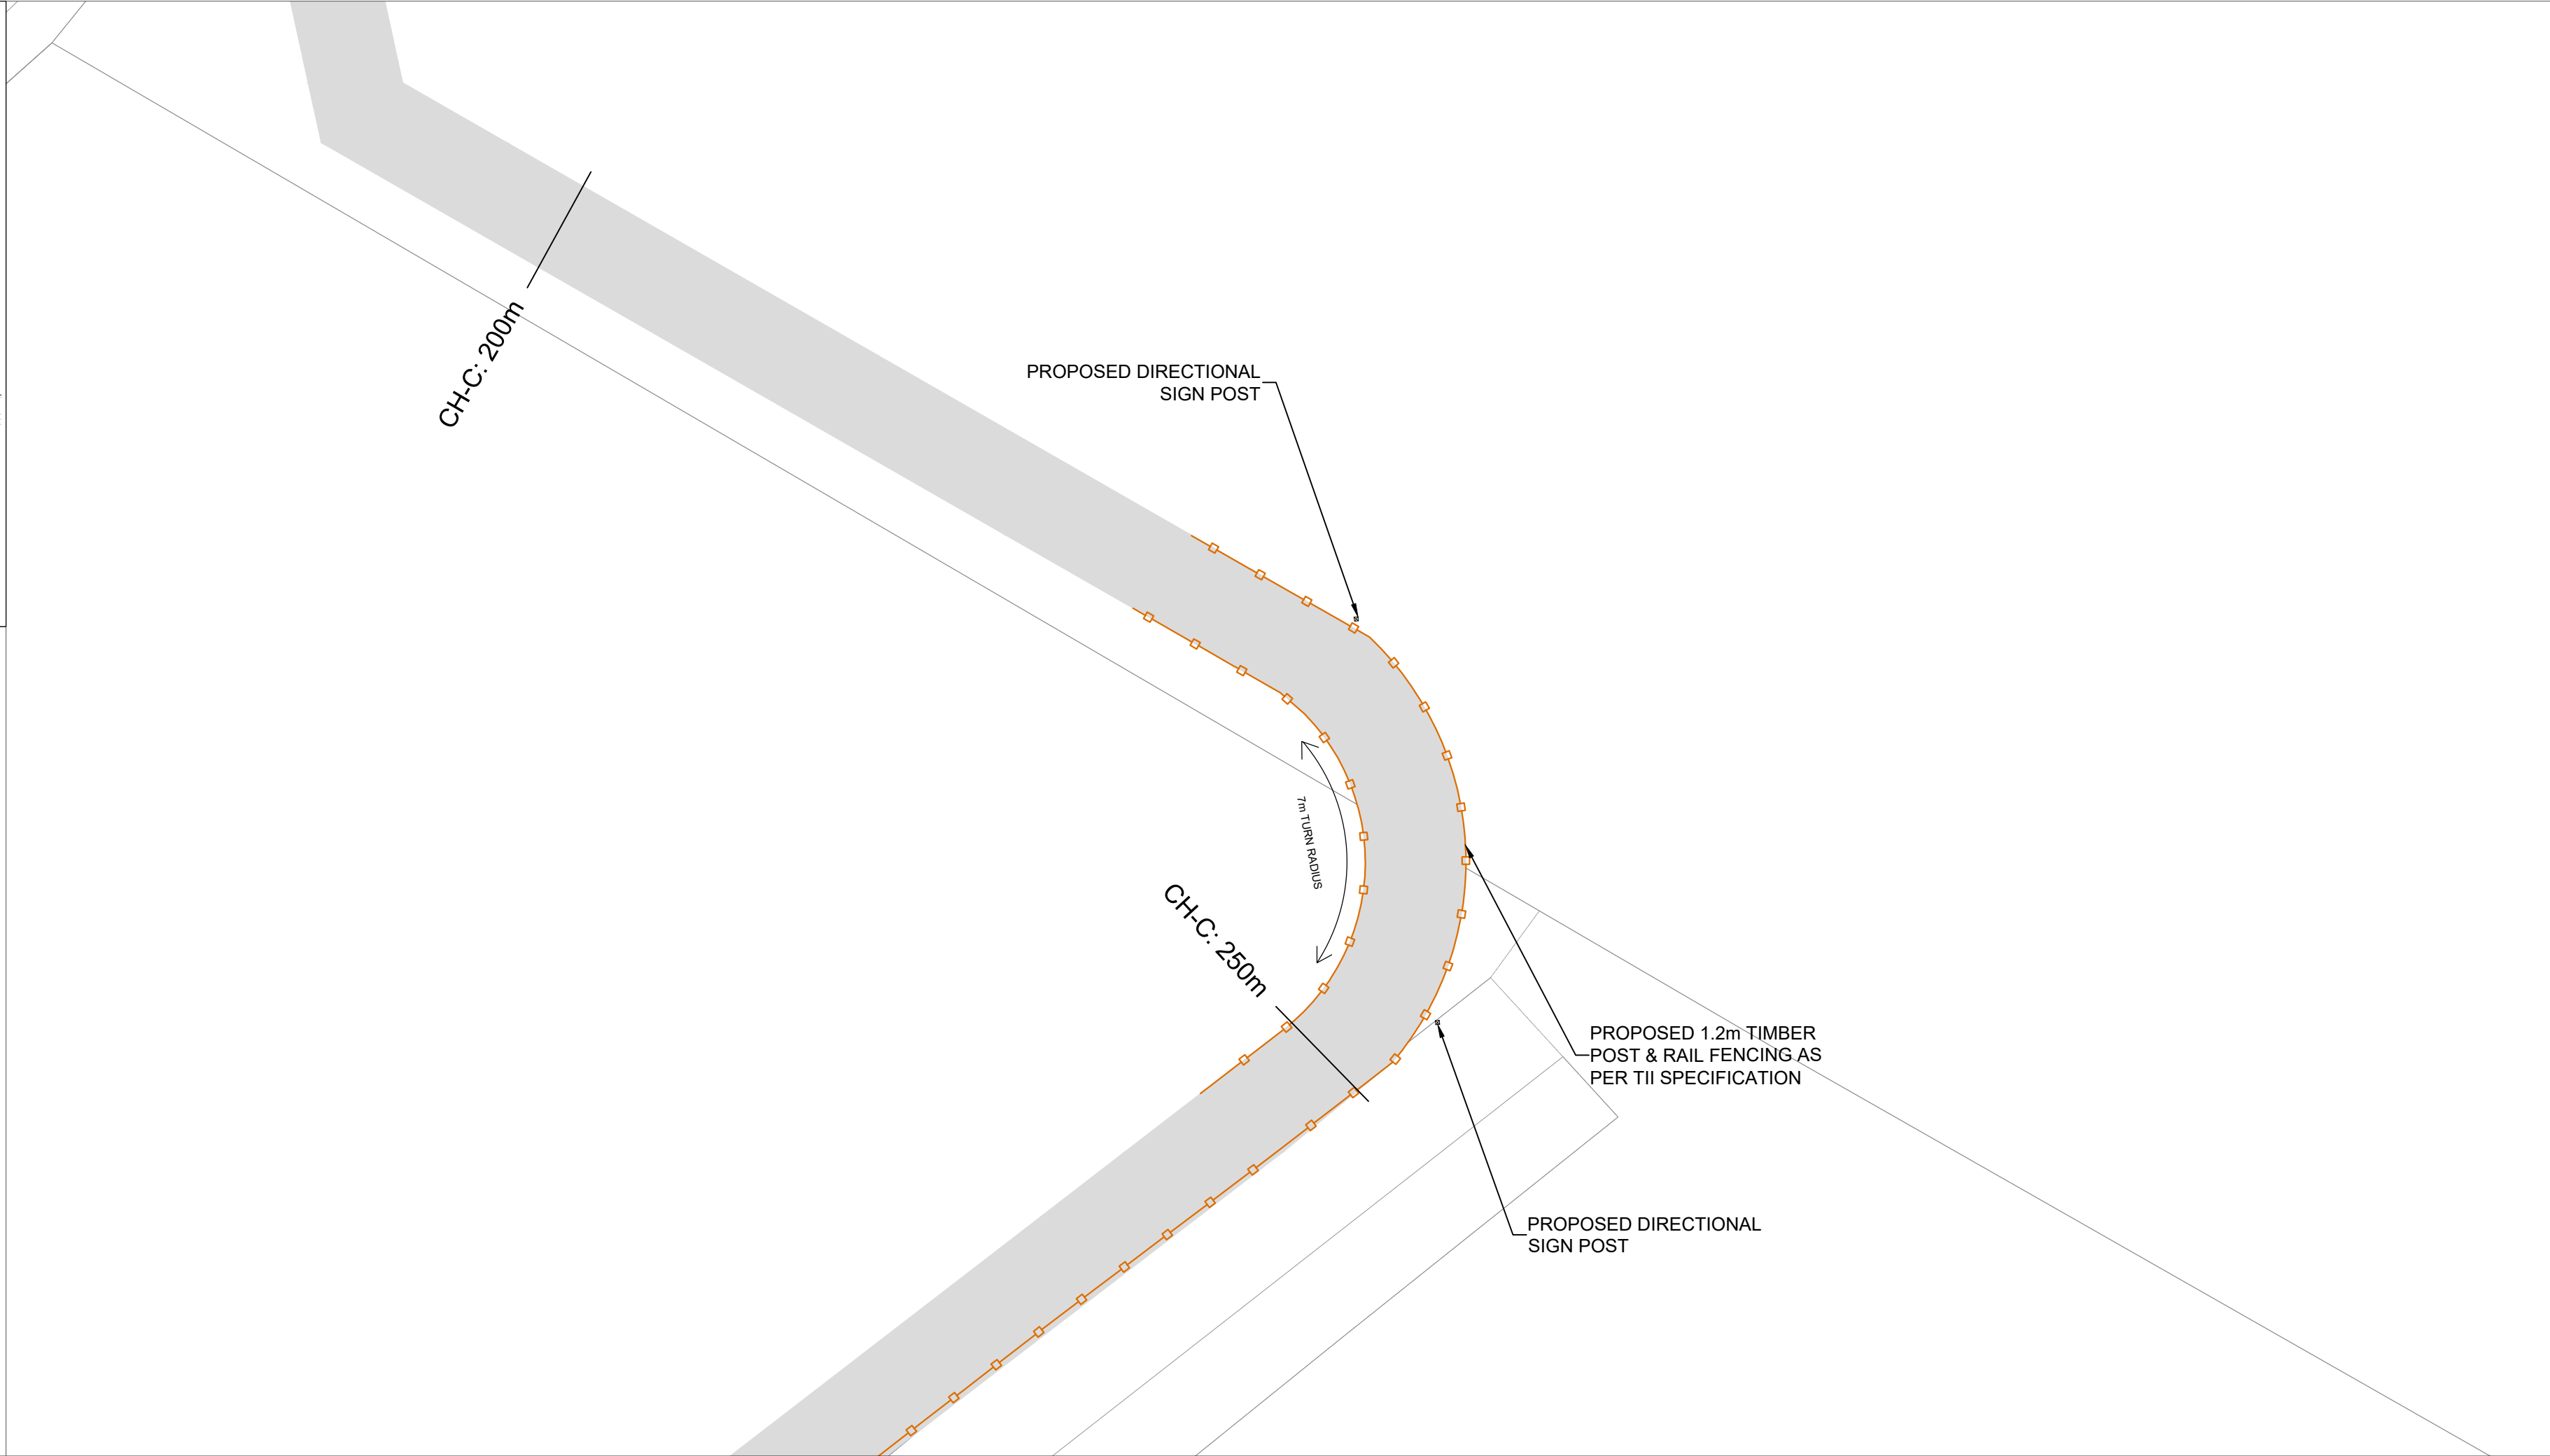 CH-C: 200m
PROPOSED DIRECTIONAL
SIGN POST
7m TURN RADIUS
CH-C: 250m
PROPOSED 1.2m TIMBER
POST & RAIL FENCING AS
PER TII SPECIFICATION
PROPOSED DIRECTIONAL
SIGN POST